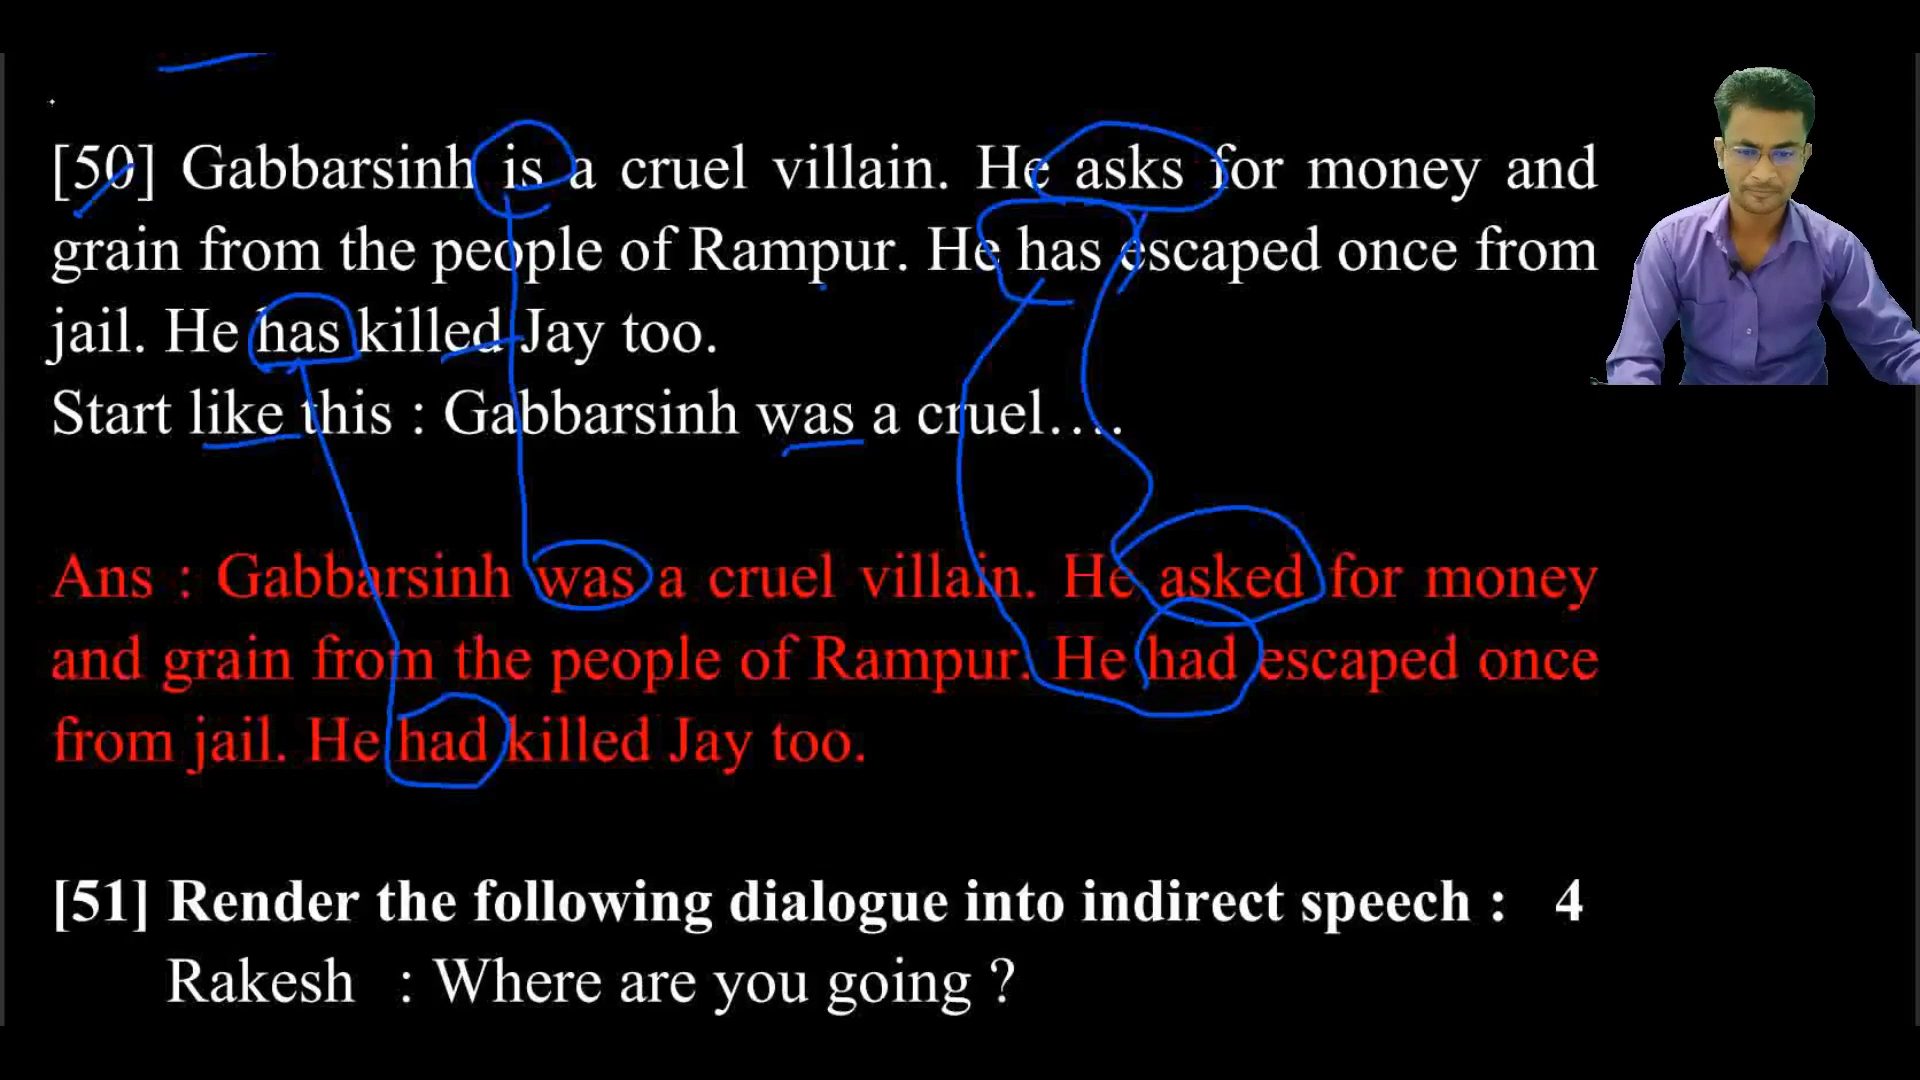 [50] Gabbarsinh is a cruel villain. He asks for money and
grain from the people of Rampur. He has escaped once from
jail. He has killed Jay too.
Start like this : Gabbarsinh was a cruel....
Ans : Gabbarsinh was a cruel villain. He asked for money
and grain from the people of Rampur. He had escaped once
from jail. He had killed Jay too.
[51] Render the following dialogue into indirect speech : 4
Rakesh : Where are you going ?